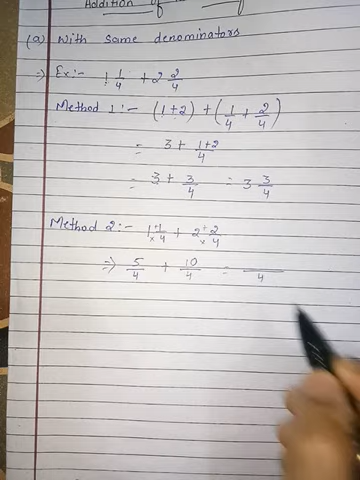 Addition of
(a) With same denominators
⇒ Ex:- 1 1/4 + 2 2/4
Method 1:- (1+2) + (1/4 + 2/4)
= 3 + 1+2/4
= 3 + 3/4 = 3 3/4
Method 2:- 1 + 1/× 4 + 2 + 2/× 4
⇒ 5/4 + 10/4 = /4